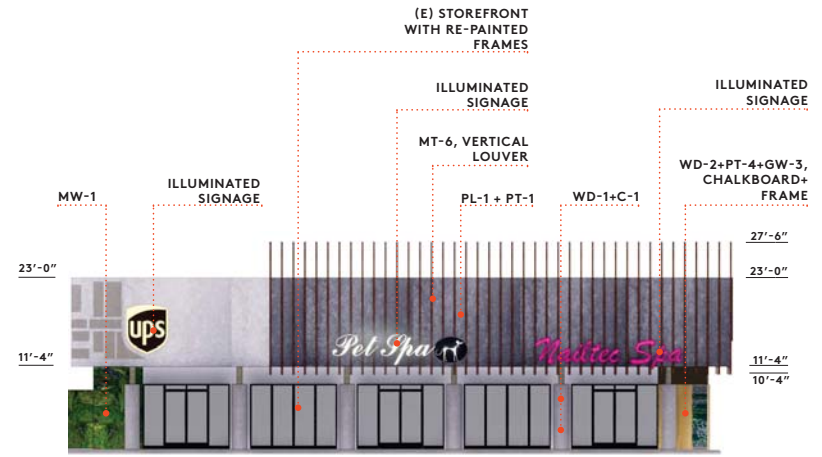 (E) STOREFRONT
WITH RE-PAINTED
FRAMES
ILLUMINATED
SIGNAGE
ILLUMINATED
SIGNAGE
MT-6, VERTICAL
LOUVER
WD-2+PT-4+GW-3,
CHALKBOARD+
FRAME
MW-1
ILLUMINATED
SIGNAGE
PL-1 + PT-1
WD-1+C-1
27'-6"
23'-0"
23'-0"
ups
Pet Spa
Nailtec Spa
11'-4"
11'-4"
10'-4"